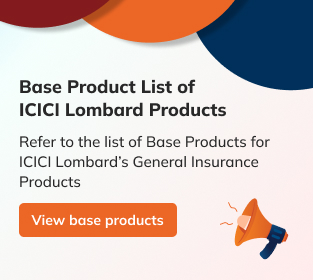 Base Product List of
ICICI Lombard Products
Refer to the list of Base Products for
ICICI Lombard’s General Insurance
Products
View base products